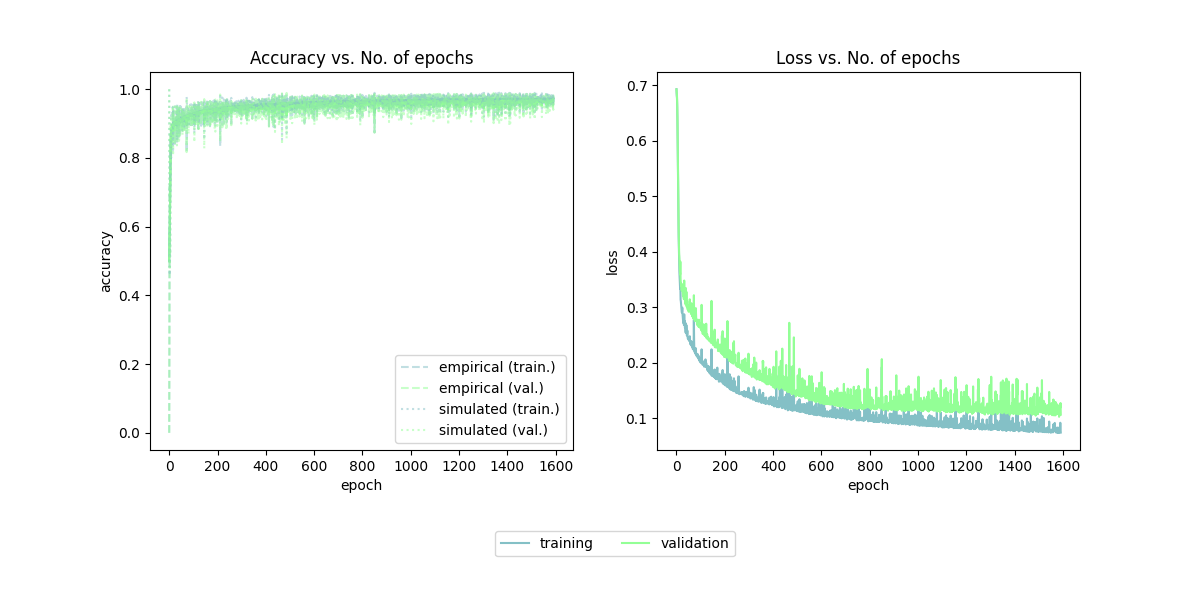 Accuracy vs. No. of epochs
1.0
0.8
0.6
0.4
0.2
0.0
accuracy
0 200 400 600 800 1000 1200 1400 1600
epoch
empirical (train.)
empirical (val.)
simulated (train.)
simulated (val.)
Loss vs. No. of epochs
0.7
0.6
0.5
0.4
0.3
0.2
0.1
loss
0 200 400 600 800 1000 1200 1400 1600
epoch
training validation